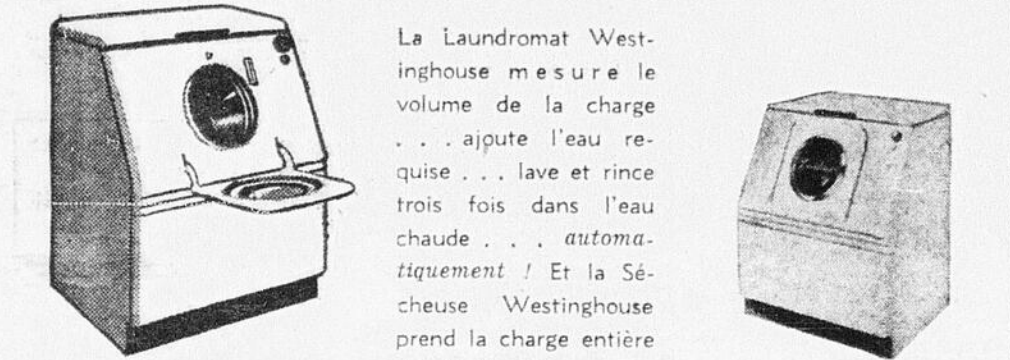 La Laundromat West-
inghouse mesure le
volume de la charge
. . . ajoute l'eau re-
quise . . . lave et rince
trois fois dans l'eau
chaude . . . automa-
tiquement ! Et la Sé-
cheuse Westinghouse
prend la charge entière